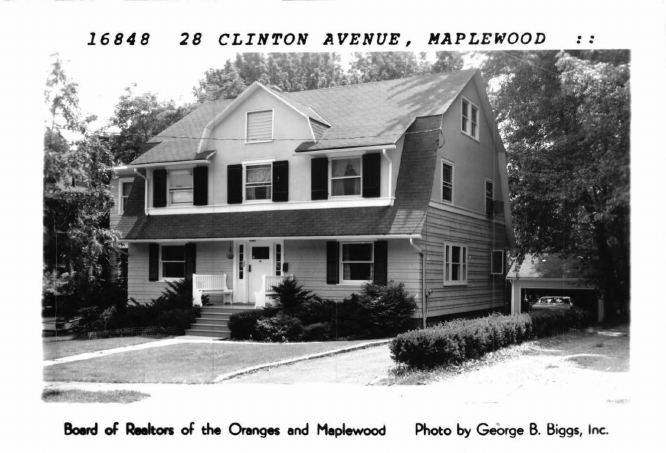 16848 28 CLINTON AVENUE, MAPLEWOOD ::
Board of Realtors of the Oranges and Maplewood Photo by George B. Biggs, Inc.